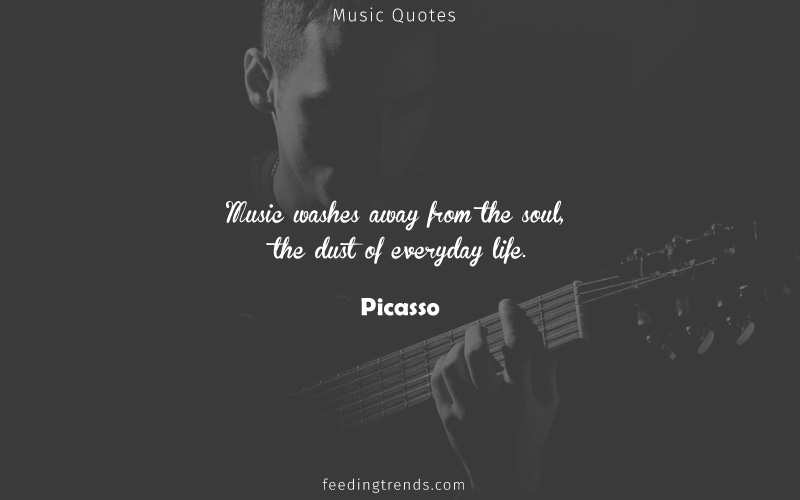 Music Quotes
Music washes away from the soul,
the dust of everyday life.
Picasso
feedingtrends.com